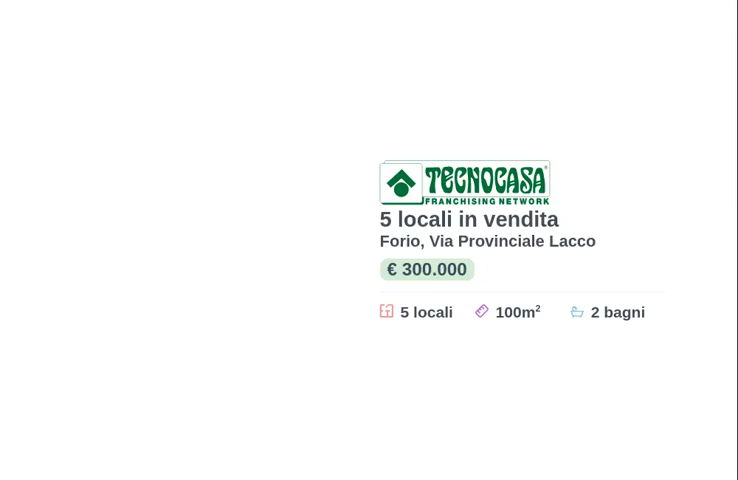 TECNOCASA
FRANCHISING NETWORK
5 locali in vendita
Forio, Via Provinciale Lacco
€ 300.000
5 locali 100m² 2 bagni